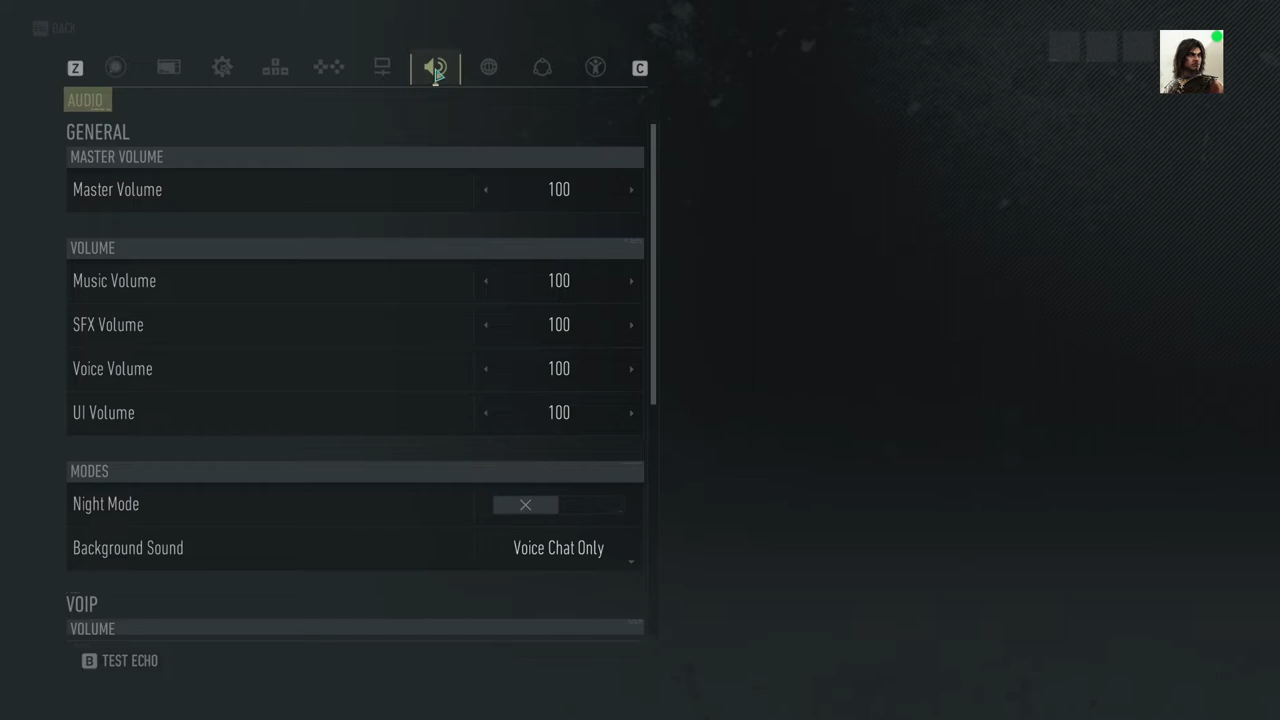 BACK
Z
C
AUDIO
GENERAL
MASTER VOLUME
Master Volume 100
VOLUME
Music Volume 100
SFX Volume 100
Voice Volume 100
UI Volume 100
MODES
Night Mode
Background Sound Voice Chat Only
VOIP
VOLUME
B TEST ECHO